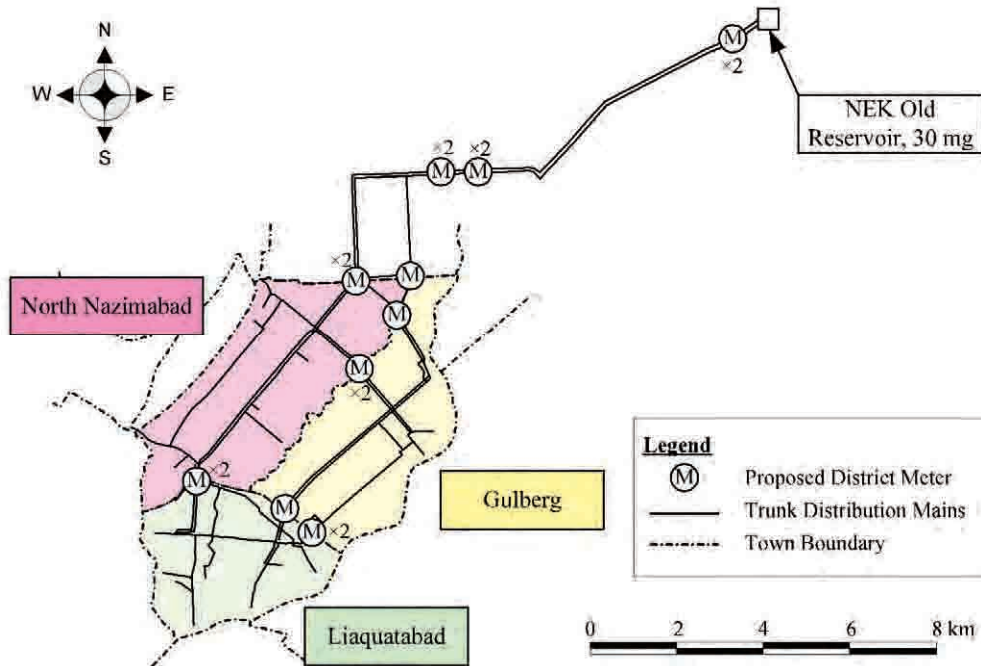 N
W
E
S
M
×2
NEK Old
Reservoir, 30 mg
×2
×2
M
M
×2
M
M
M
North Nazimabad
M
×2
M
×2
M
M
×2
Gulberg
Liaquatabad
Legend
M
Proposed District Meter
Trunk Distribution Mains
Town Boundary
0
2
4
6
8 km